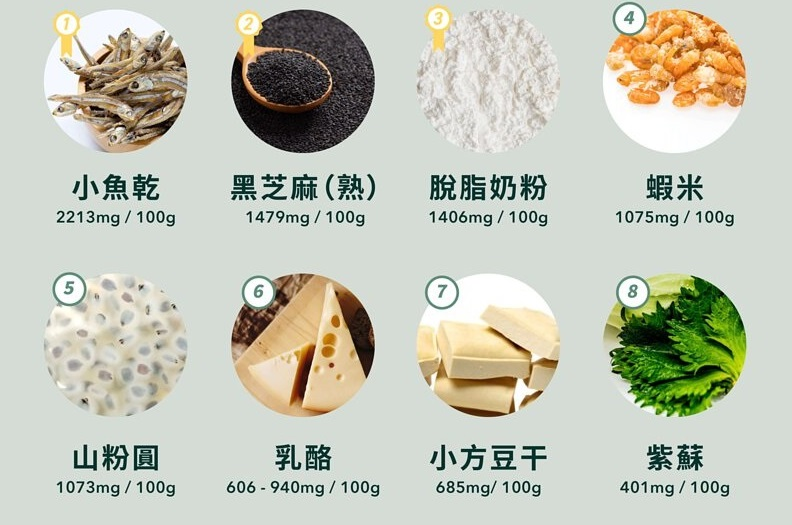 1
2
3
4
小魚乾
黑芝麻(熟)
脫脂奶粉
蝦米
2213mg / 100g
1479mg / 100g
1406mg / 100g
1075mg / 100g
5
6
7
8
山粉圓
乳酪
小方豆干
紫蘇
1073mg / 100g
606 - 940mg / 100g
685mg/ 100g
401mg / 100g